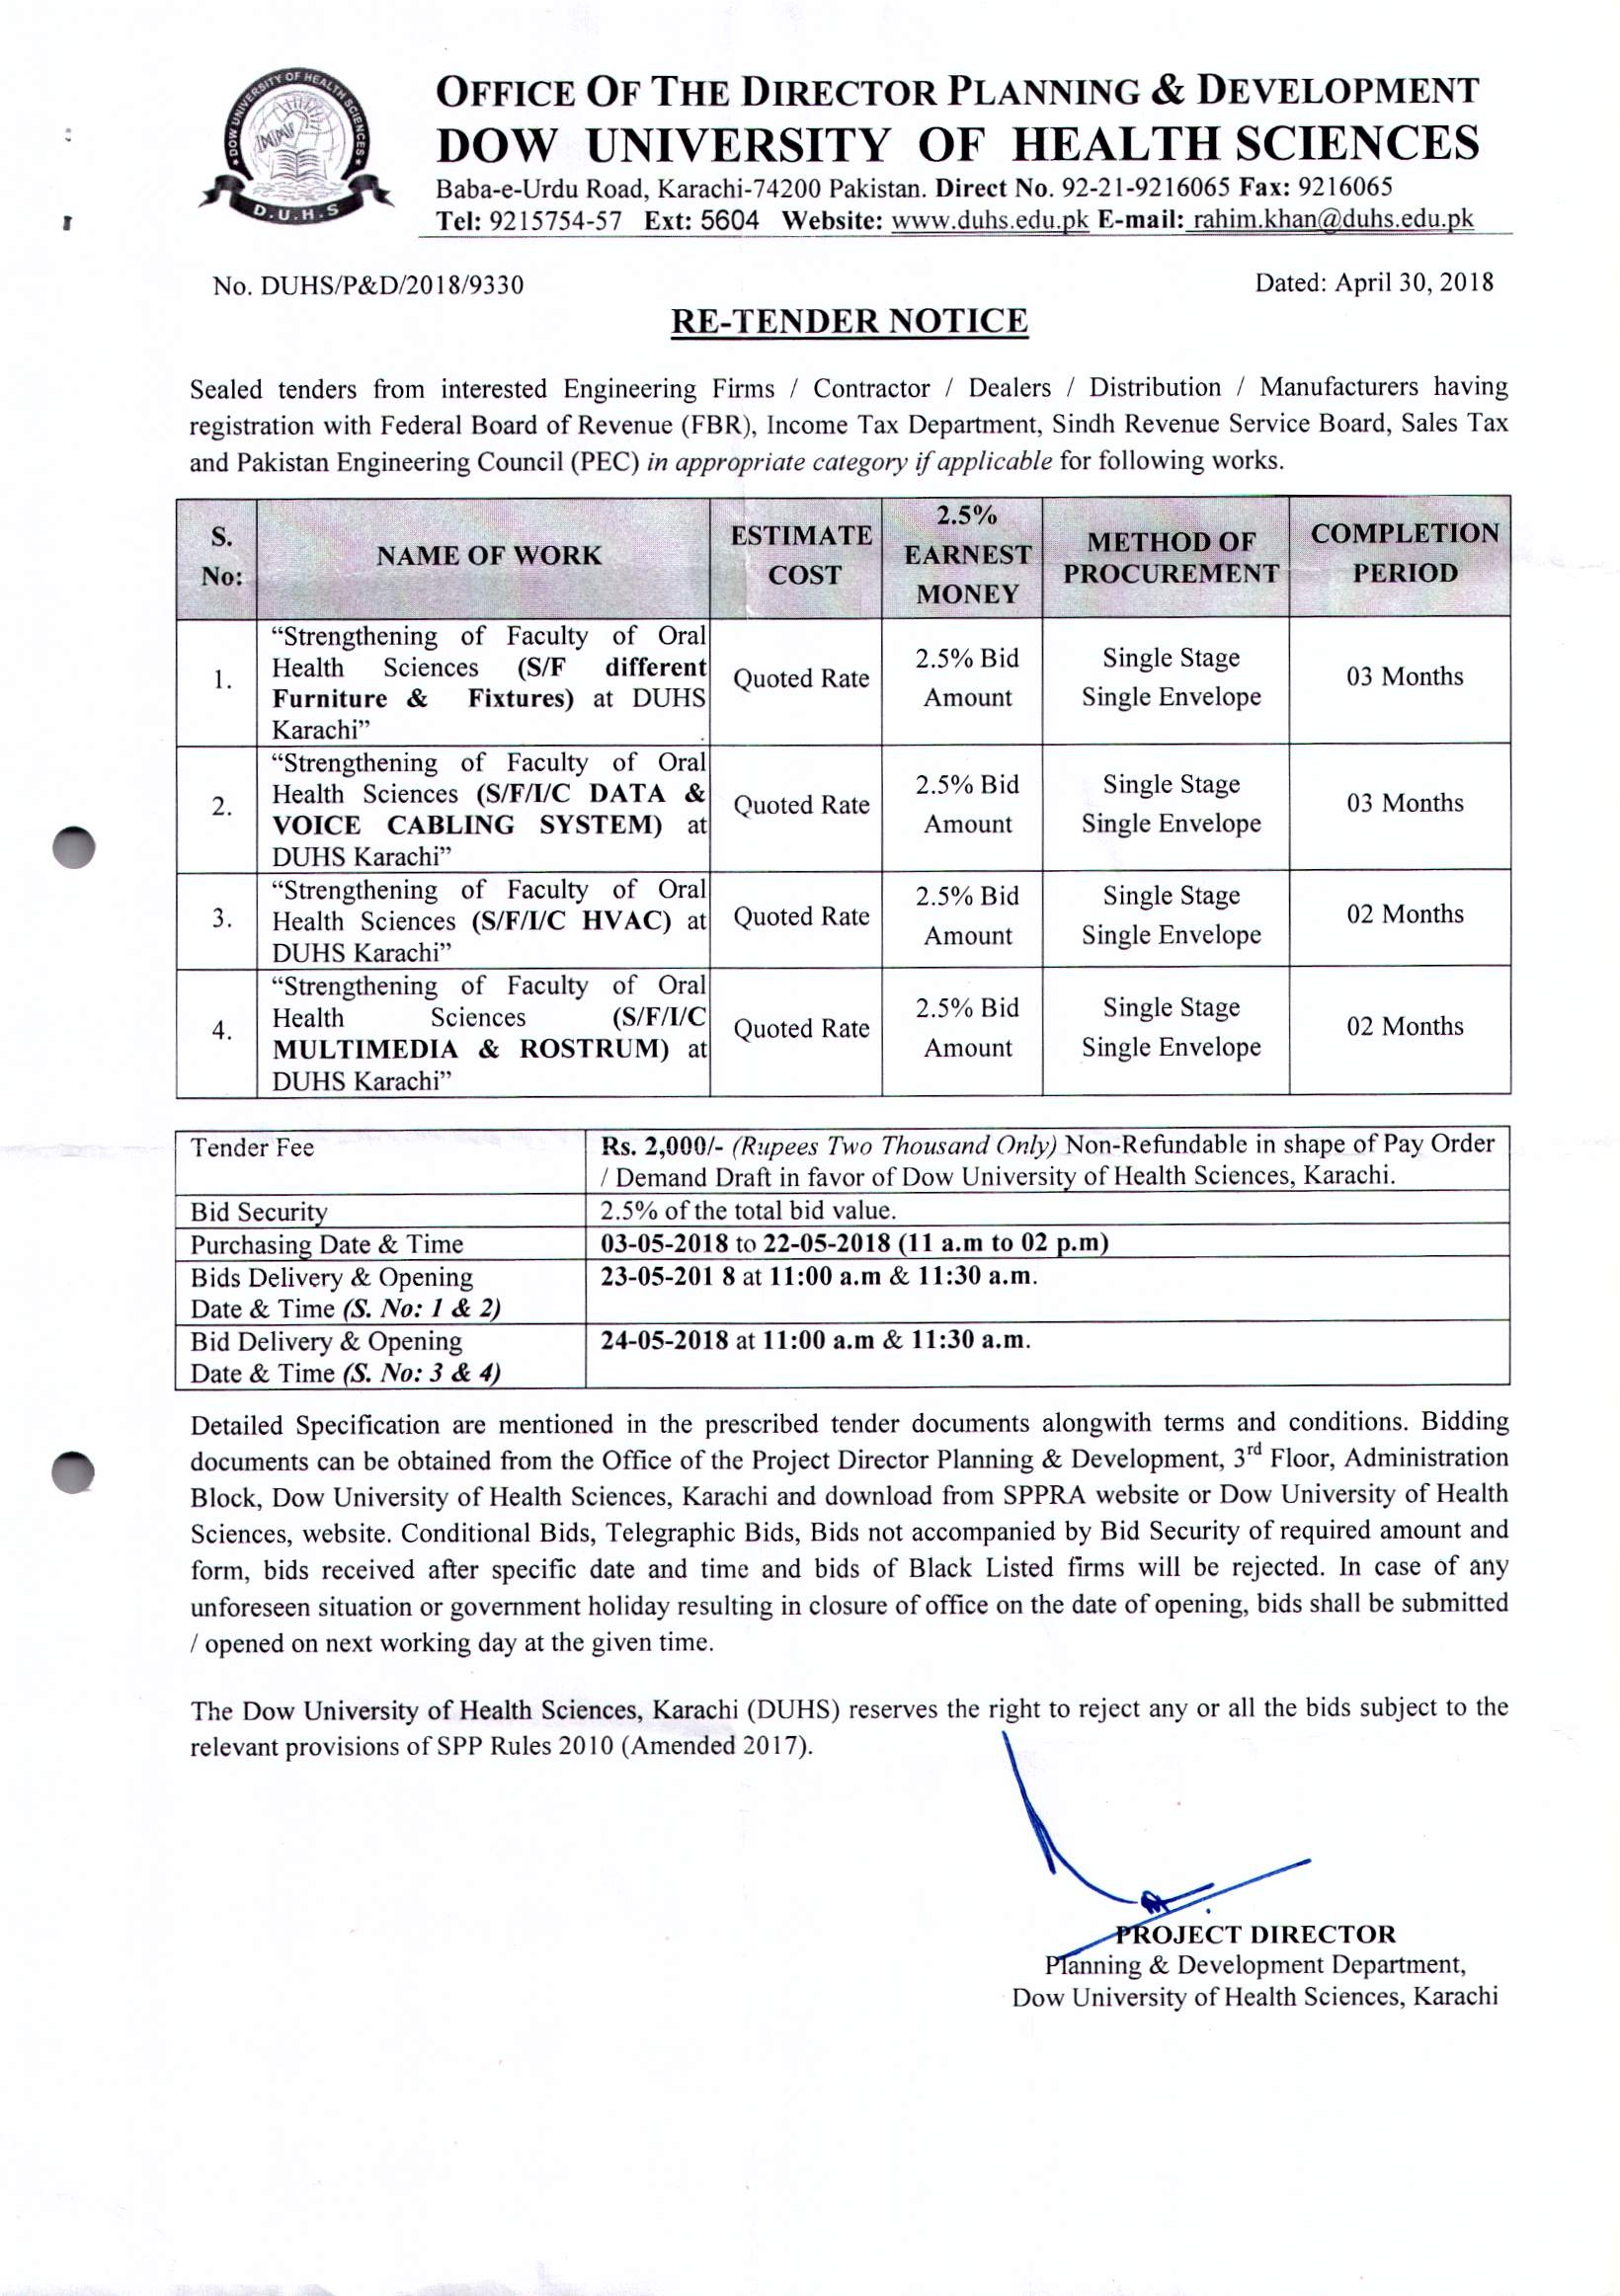 DOW UNIVERSITY OF HEALTH SCIENCES
D.U.H.S
OFFICE OF THE DIRECTOR PLANNING & DEVELOPMENT
DOW UNIVERSITY OF HEALTH SCIENCES
Baba-e-Urdu Road, Karachi-74200 Pakistan. Direct No. 92-21-9216065 Fax: 9216065
Tel: 9215754-57 Ext: 5604 Website: www.duhs.edu.pk E-mail: rahim.khan@duhs.edu.pk
No. DUHS/P&D/2018/9330
Dated: April 30, 2018
RE-TENDER NOTICE
Sealed tenders from interested Engineering Firms / Contractor / Dealers / Distribution / Manufacturers having
registration with Federal Board of Revenue (FBR), Income Tax Department, Sindh Revenue Service Board, Sales Tax
and Pakistan Engineering Council (PEC) in appropriate category if applicable for following works.
S.
No:
NAME OF WORK
ESTIMATE
COST
2.5%
EARNEST
MONEY
METHOD OF
PROCUREMENT
COMPLETION
PERIOD
1.
“Strengthening of Faculty of Oral
Health Sciences (S/F different
Furniture & Fixtures) at DUHS
Karachi”
Quoted Rate
2.5% Bid
Amount
Single Stage
Single Envelope
03 Months
2.
“Strengthening of Faculty of Oral
Health Sciences (S/F/I/C DATA &
VOICE CABLING SYSTEM) at
DUHS Karachi”
Quoted Rate
2.5% Bid
Amount
Single Stage
Single Envelope
03 Months
3.
“Strengthening of Faculty of Oral
Health Sciences (S/F/I/C HVAC) at
DUHS Karachi”
Quoted Rate
2.5% Bid
Amount
Single Stage
Single Envelope
02 Months
4.
“Strengthening of Faculty of Oral
Health Sciences (S/F/I/C
MULTIMEDIA & ROSTRUM) at
DUHS Karachi”
Quoted Rate
2.5% Bid
Amount
Single Stage
Single Envelope
02 Months
Tender Fee
Rs. 2,000/- (Rupees Two Thousand Only) Non-Refundable in shape of Pay Order
/ Demand Draft in favor of Dow University of Health Sciences, Karachi.
Bid Security
2.5% of the total bid value.
Purchasing Date & Time
03-05-2018 to 22-05-2018 (11 a.m to 02 p.m)
Bids Delivery & Opening
Date & Time (S. No: 1 & 2)
23-05-201 8 at 11:00 a.m & 11:30 a.m.
Bid Delivery & Opening
Date & Time (S. No: 3 & 4)
24-05-2018 at 11:00 a.m & 11:30 a.m.
Detailed Specification are mentioned in the prescribed tender documents alongwith terms and conditions. Bidding
documents can be obtained from the Office of the Project Director Planning & Development, 3rd Floor, Administration
Block, Dow University of Health Sciences, Karachi and download from SPPRA website or Dow University of Health
Sciences, website. Conditional Bids, Telegraphic Bids, Bids not accompanied by Bid Security of required amount and
form, bids received after specific date and time and bids of Black Listed firms will be rejected. In case of any
unforeseen situation or government holiday resulting in closure of office on the date of opening, bids shall be submitted
/ opened on next working day at the given time.
The Dow University of Health Sciences, Karachi (DUHS) reserves the right to reject any or all the bids subject to the
relevant provisions of SPP Rules 2010 (Amended 2017).
PROJECT DIRECTOR
Planning & Development Department,
Dow University of Health Sciences, Karachi